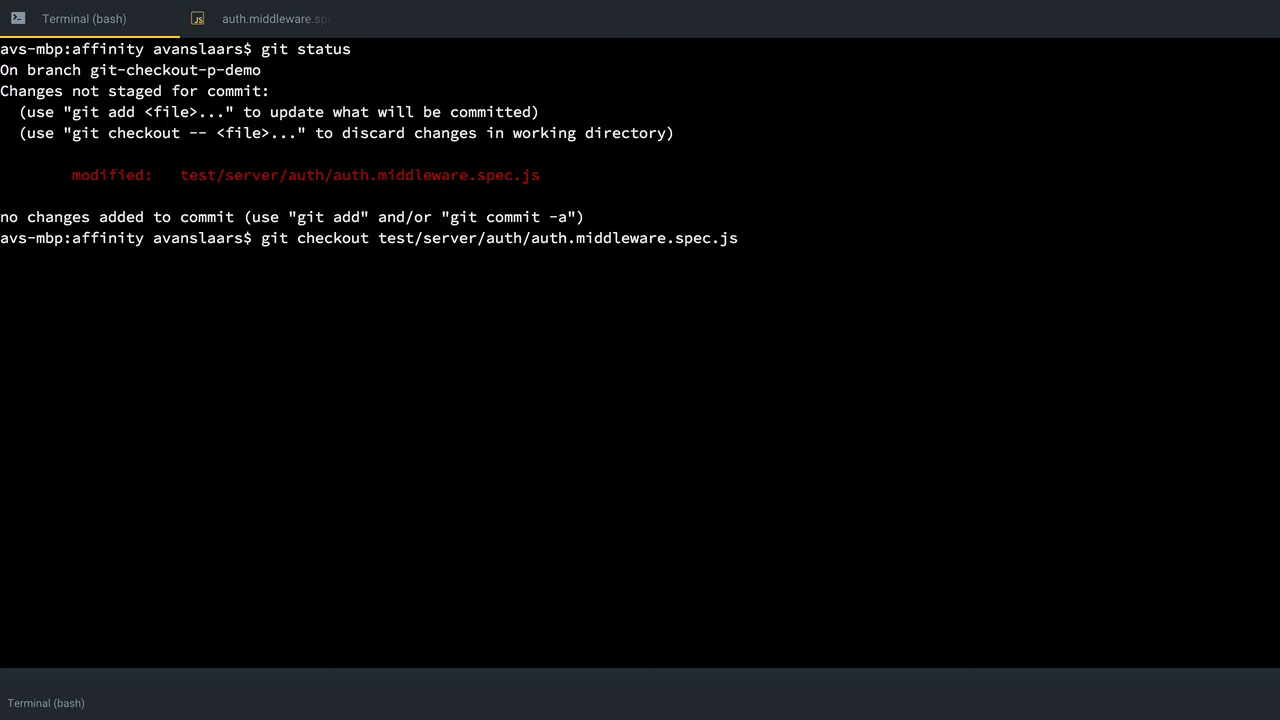 Terminal (bash)
auth.middleware.sp
avs-mbp:affinity avanslaars$ git status
On branch git-checkout-p-demo
Changes not staged for commit:
  (use "git add <file>..." to update what will be committed)
  (use "git checkout -- <file>..." to discard changes in working directory)
        modified:   test/server/auth/auth.middleware.spec.js
no changes added to commit (use "git add" and/or "git commit -a")
avs-mbp:affinity avanslaars$ git checkout test/server/auth/auth.middleware.spec.js
Terminal (bash)